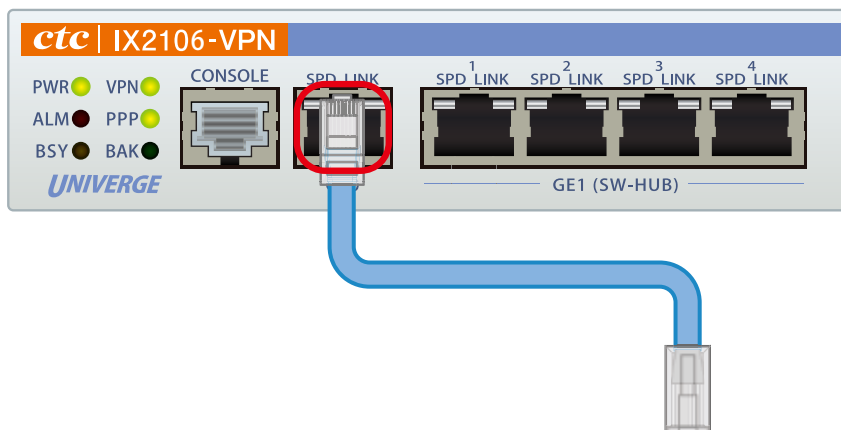 ctc IX2106-VPN
PWR VPN
ALM PPP
BSY BAK
UNIVERGE
CONSOLE
SPD LINK
1 2 3 4
SPD LINK SPD LINK SPD LINK SPD LINK
GE1 (SW-HUB)